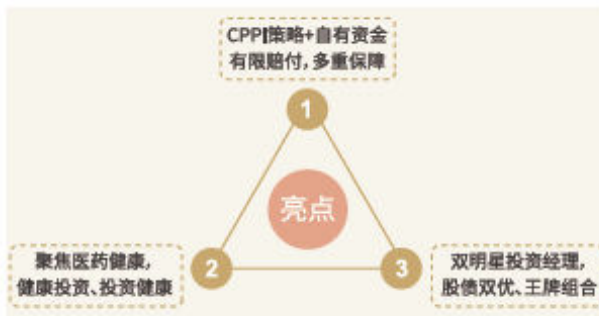 CPPI策略+自有资金
有限赔付,多重保障
1
亮点
2
3
聚焦医药健康,
健康投资、投资健康
双明星投资经理,
股债双优、王牌组合